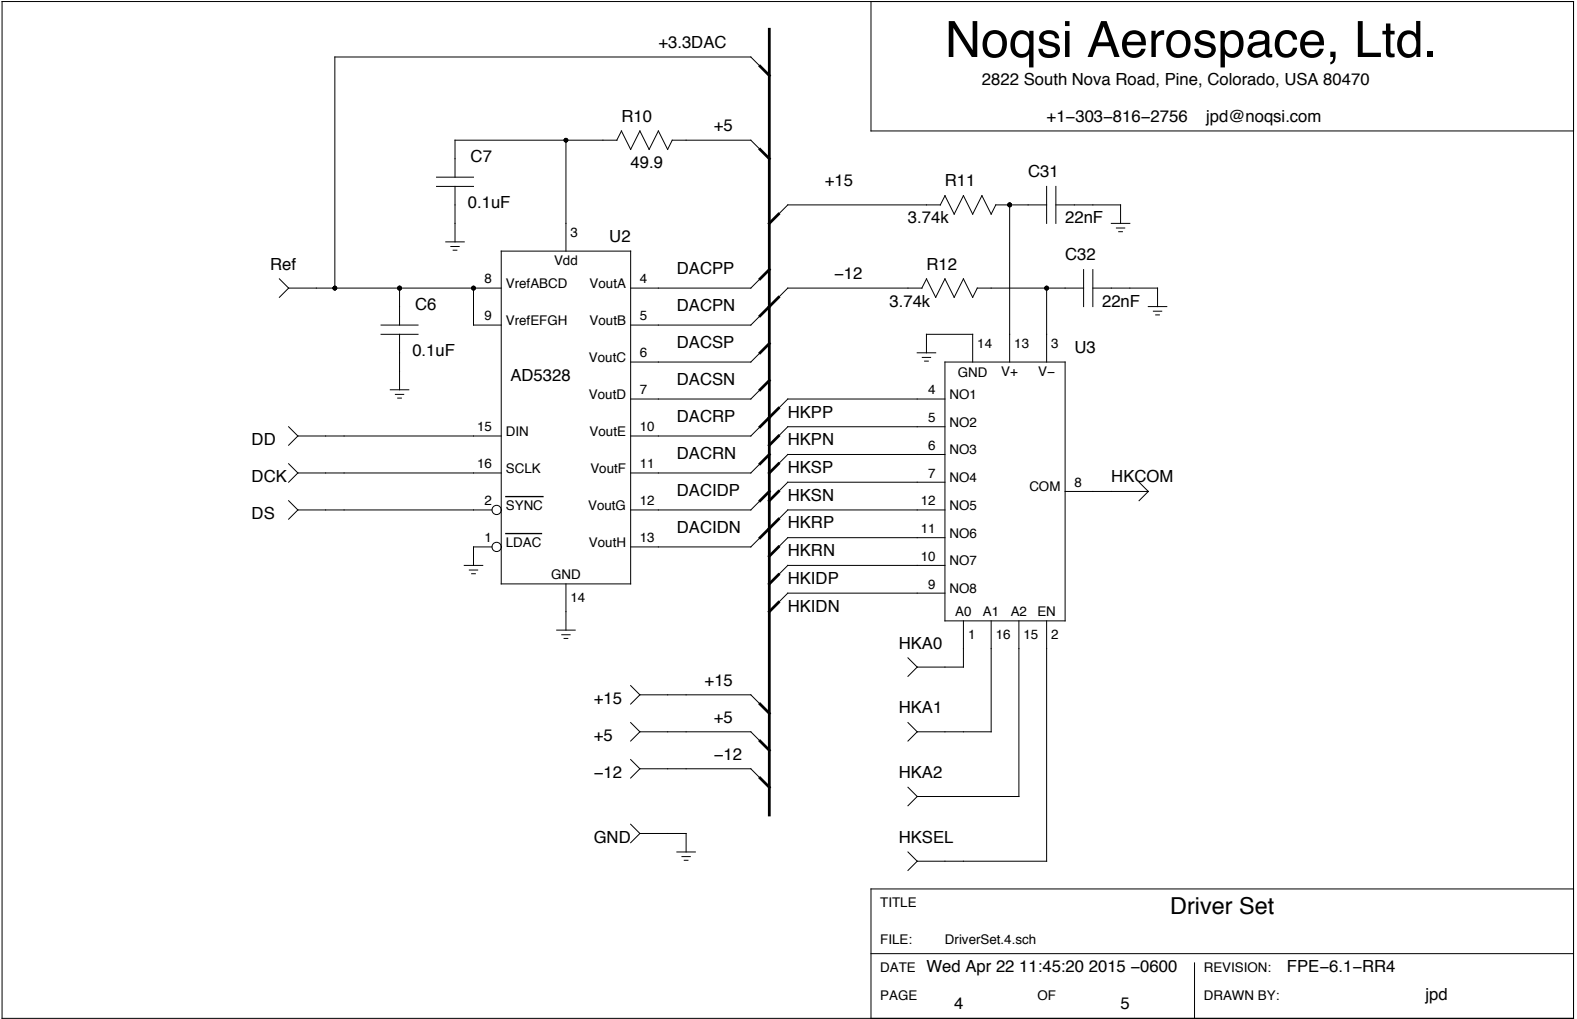 Noqsi Aerospace, Ltd.
2822 South Nova Road, Pine, Colorado, USA 80470
+1−303−816−2756 jpd@noqsi.com
+3.3DAC
R10
+5
49.9
C7
0.1uF
+15
R11
3.74k
C31
22nF
−12
R12
3.74k
C32
22nF
Ref
C6
0.1uF
U2
3
Vdd
8 VrefABCD VoutA 4 DACPP
9 VrefEFGH VoutB 5 DACPN
VoutC 6 DACSP
AD5328
VoutD 7 DACSN
VoutE 10 DACRP
VoutF 11 DACRN
VoutG 12 DACIDP
VoutH 13 DACIDN
DD 15 DIN
DCK 16 SCLK
DS 2 SYNC
1 LDAC
GND
14
14 13 3 U3
GND V+ V−
HKPP 4 NO1
HKPN 5 NO2
HKSP 6 NO3
HKSN 7 NO4
HKRP 12 NO5
HKRN 11 NO6
HKIDP 10 NO7
HKIDN 9 NO8
COM 8 HKCOM
A0 A1 A2 EN
1 16 15 2
HKA0
HKA1
HKA2
HKSEL
+15 +15
+5 +5
−12 −12
GND
TITLE Driver Set
FILE: DriverSet.4.sch
DATE Wed Apr 22 11:45:20 2015 −0600
REVISION: FPE−6.1−RR4
PAGE 4 OF 5
DRAWN BY: jpd